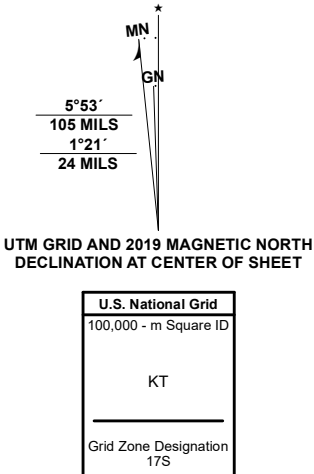 ★
MN
GN
5°53´
105 MILS
1°21´
24 MILS
UTM GRID AND 2019 MAGNETIC NORTH
DECLINATION AT CENTER OF SHEET
U.S. National Grid
100,000 - m Square ID
KT
Grid Zone Designation
17S